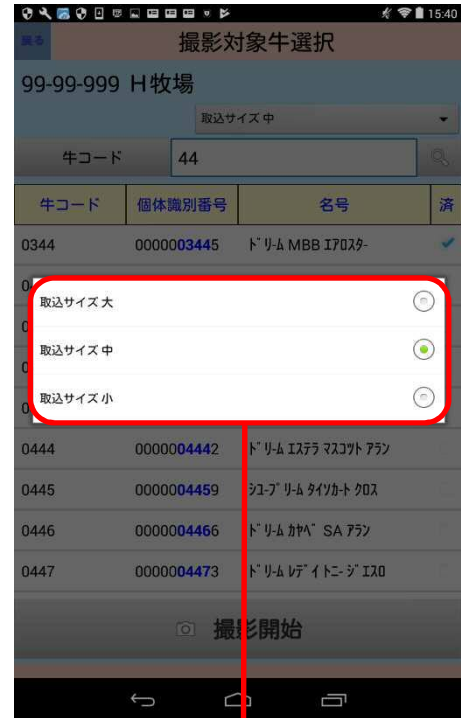 15:40
戻る 撮影対象牛選択
99-99-999 H牧場
取込サイズ 中
牛コード 44
牛コード 個体識別番号 名号 済
0344 0000003445 ﾄﾞﾘｰﾑ MBB ｴｱﾛｽﾀｰ
取込サイズ 大
取込サイズ 中
取込サイズ 小
0444 0000004442 ﾄﾞﾘｰﾑ ｴｽﾃﾗ ﾏｽｺﾂﾄ ｱﾗﾝ
0445 0000004459 ｼﾕｰﾌﾟﾘｰﾑ ﾀｲﾂｶｰﾄ ｸﾛｽ
0446 0000004466 ﾄﾞﾘｰﾑ ｶﾔﾍﾞ SA ｱﾗﾝ
0447 0000004473 ﾄﾞﾘｰﾑ ﾚﾃﾞｲ ﾄﾆｰｼﾞｴｽﾛ
撮影開始